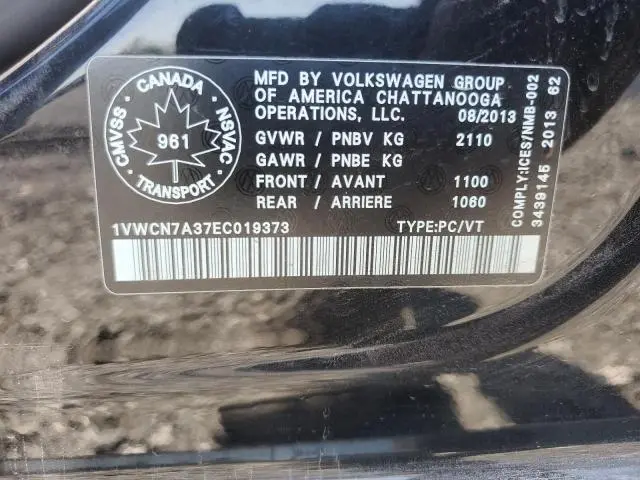 CANADA
CMVSS
NSVAC
961
TRANSPORT
MFD BY VOLKSWAGEN GROUP
OF AMERICA CHATTANOOGA
OPERATIONS, LLC. 08/2013
GVWR / PNBV KG 2110
GAWR / PNBE KG
FRONT / AVANT 1100
REAR / ARRIERE 1060
1VWCN7A37EC019373 TYPE:PC/VT
COMPLY:ICES/NMB-002
3439145 2013 62